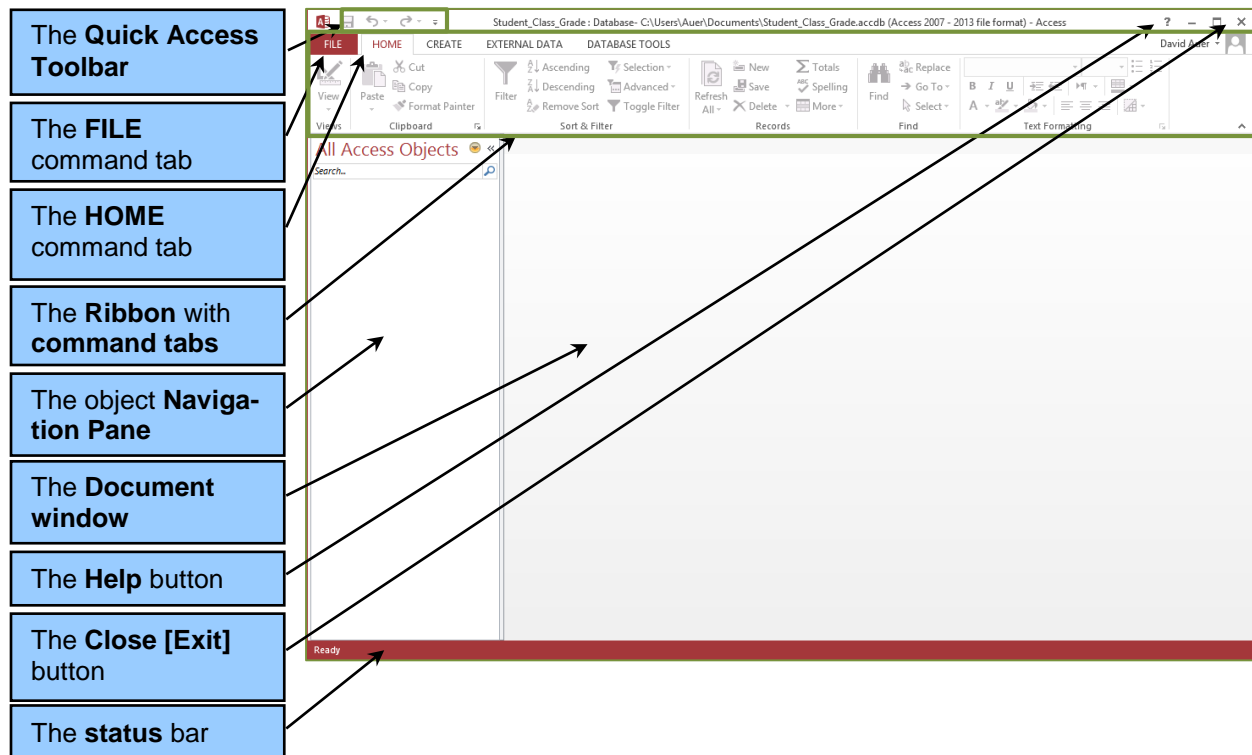 The Quick Access
Toolbar
The FILE
command tab
The HOME
command tab
The Ribbon with
command tabs
The object Naviga-
tion Pane
The Document
window
The Help button
The Close [Exit]
button
The status bar
Student_Class_Grade : Database- C:\Users\Auer\Documents\Student_Class_Grade.accdb (Access 2007 - 2013 file format) - Access
FILE HOME CREATE EXTERNAL DATA DATABASE TOOLS David Auer
View
Views
Paste
Cut
Copy
Format Painter
Clipboard
Filter
Ascending
Descending
Remove Sort
Selection
Advanced
Toggle Filter
Sort & Filter
Refresh
All
New
Save
Delete
Totals
Spelling
More
Records
Find
Replace
Go To
Select
Find
B I U
A
Text Formatting
All Access Objects
Search..
Ready